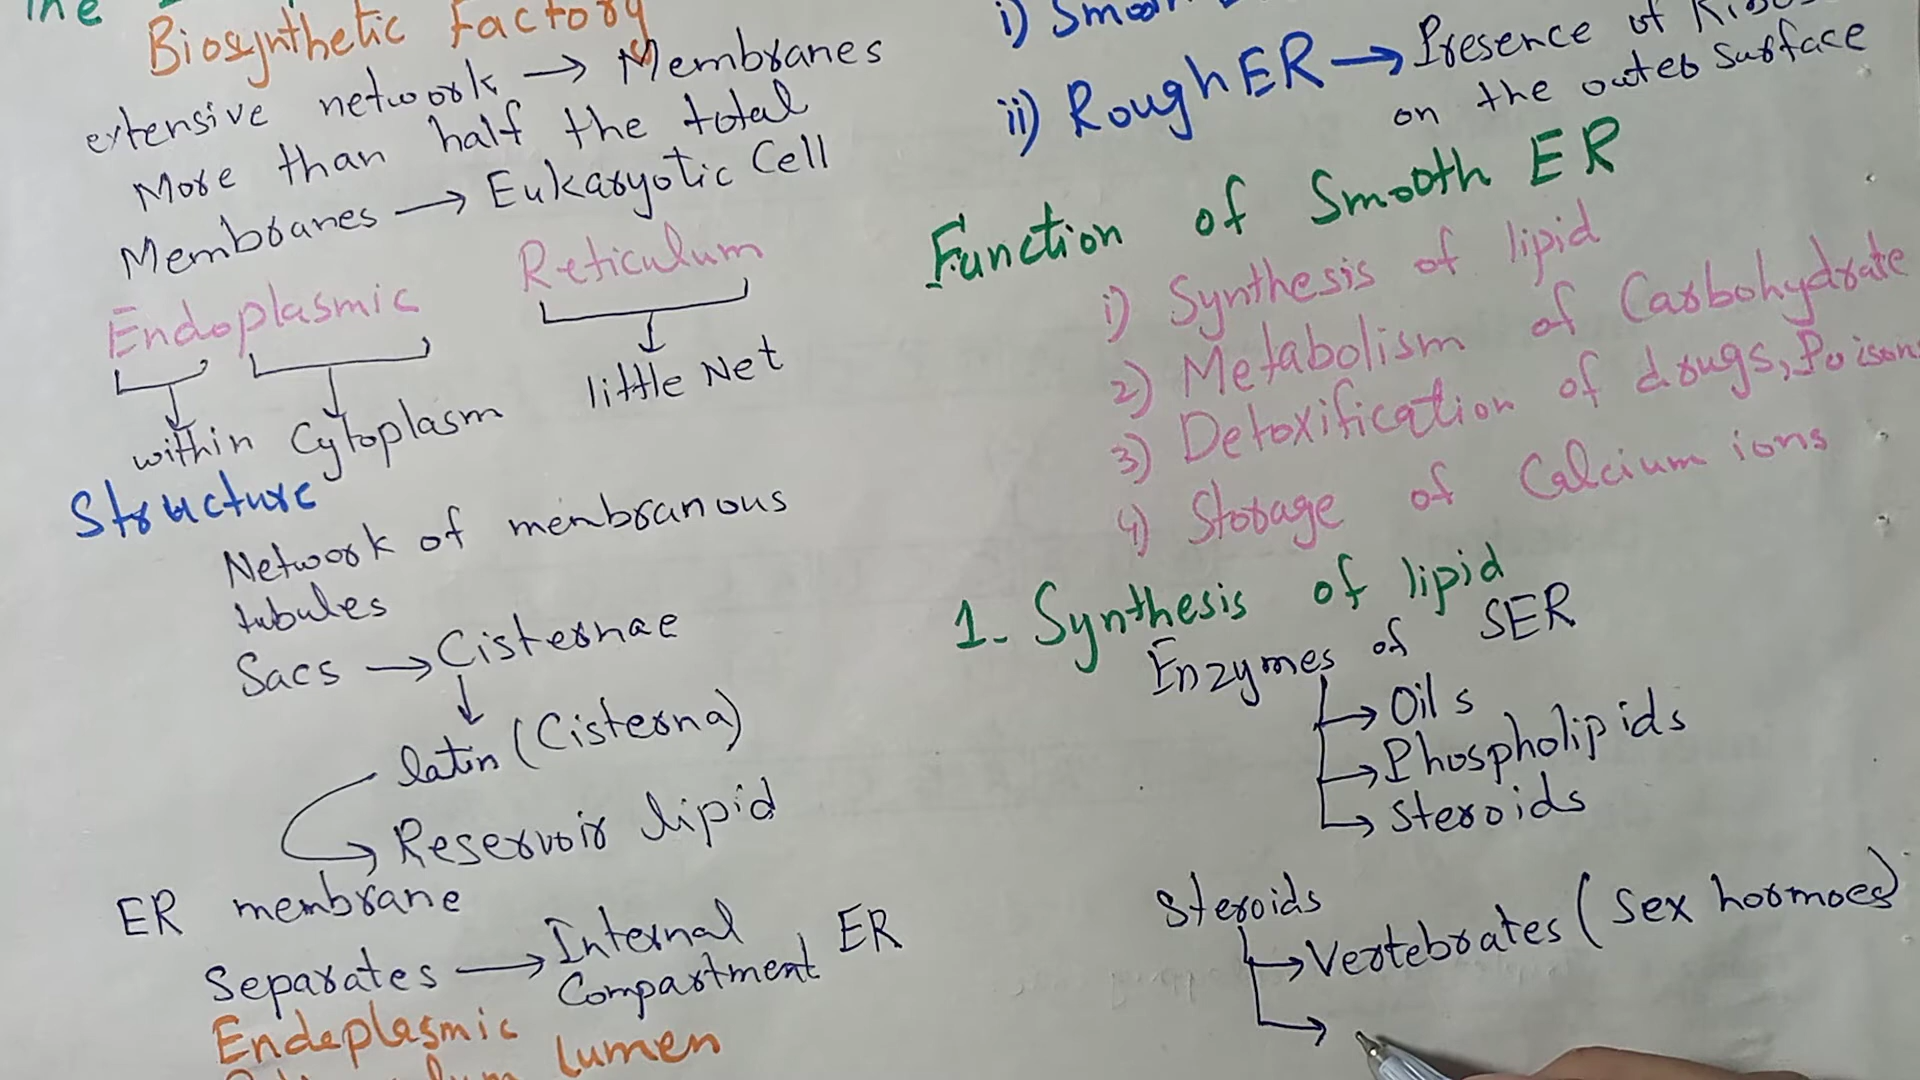 The
Biosynthetic Factory
extensive network → Membranes
More than half the total
Membranes → Eukaryotic Cell
Endoplasmic Reticulum
within Cytoplasm little Net
Structure
Network of membranous
tubules
Sacs → Cisternae
latin (Cisterna)
Reservoir lipid
ER membrane
Separates → Internal
Compartment ER
Endoplasmic
lumen
i) Smooth
ii) Rough ER → Presence of
on the outer surface
Function of Smooth ER
i) Synthesis of lipid
2) Metabolism of Carbohydrate
3) Detoxification of drugs, Poison
4) Storage of Calcium ions
1- Synthesis of lipid
Enzymes of SER
→ Oils
→ Phospholipids
→ Steroids
Steroids
→ Vertebrates (Sex hormoes)
→